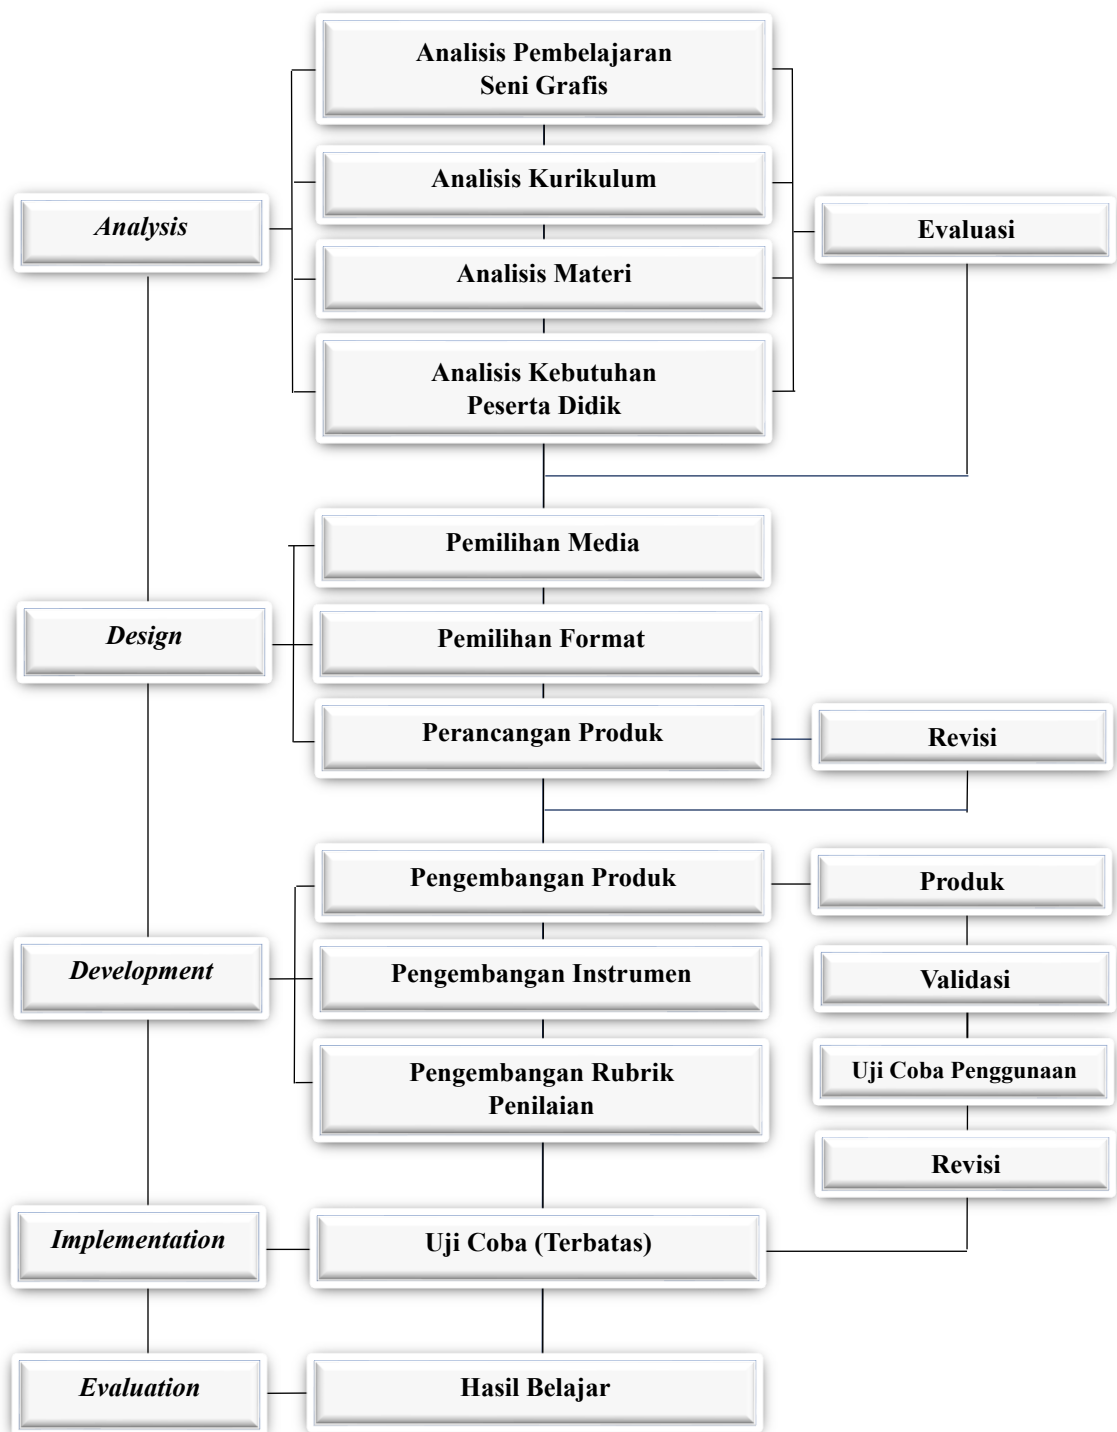 Analisis Pembelajaran
Seni Grafis
Analisis Kurikulum
Analysis
Evaluasi
Analisis Materi
Analisis Kebutuhan
Peserta Didik
Pemilihan Media
Design
Pemilihan Format
Perancangan Produk
Revisi
Pengembangan Produk
Produk
Development
Pengembangan Instrumen
Validasi
Pengembangan Rubrik
Penilaian
Uji Coba Penggunaan
Revisi
Implementation
Uji Coba (Terbatas)
Evaluation
Hasil Belajar